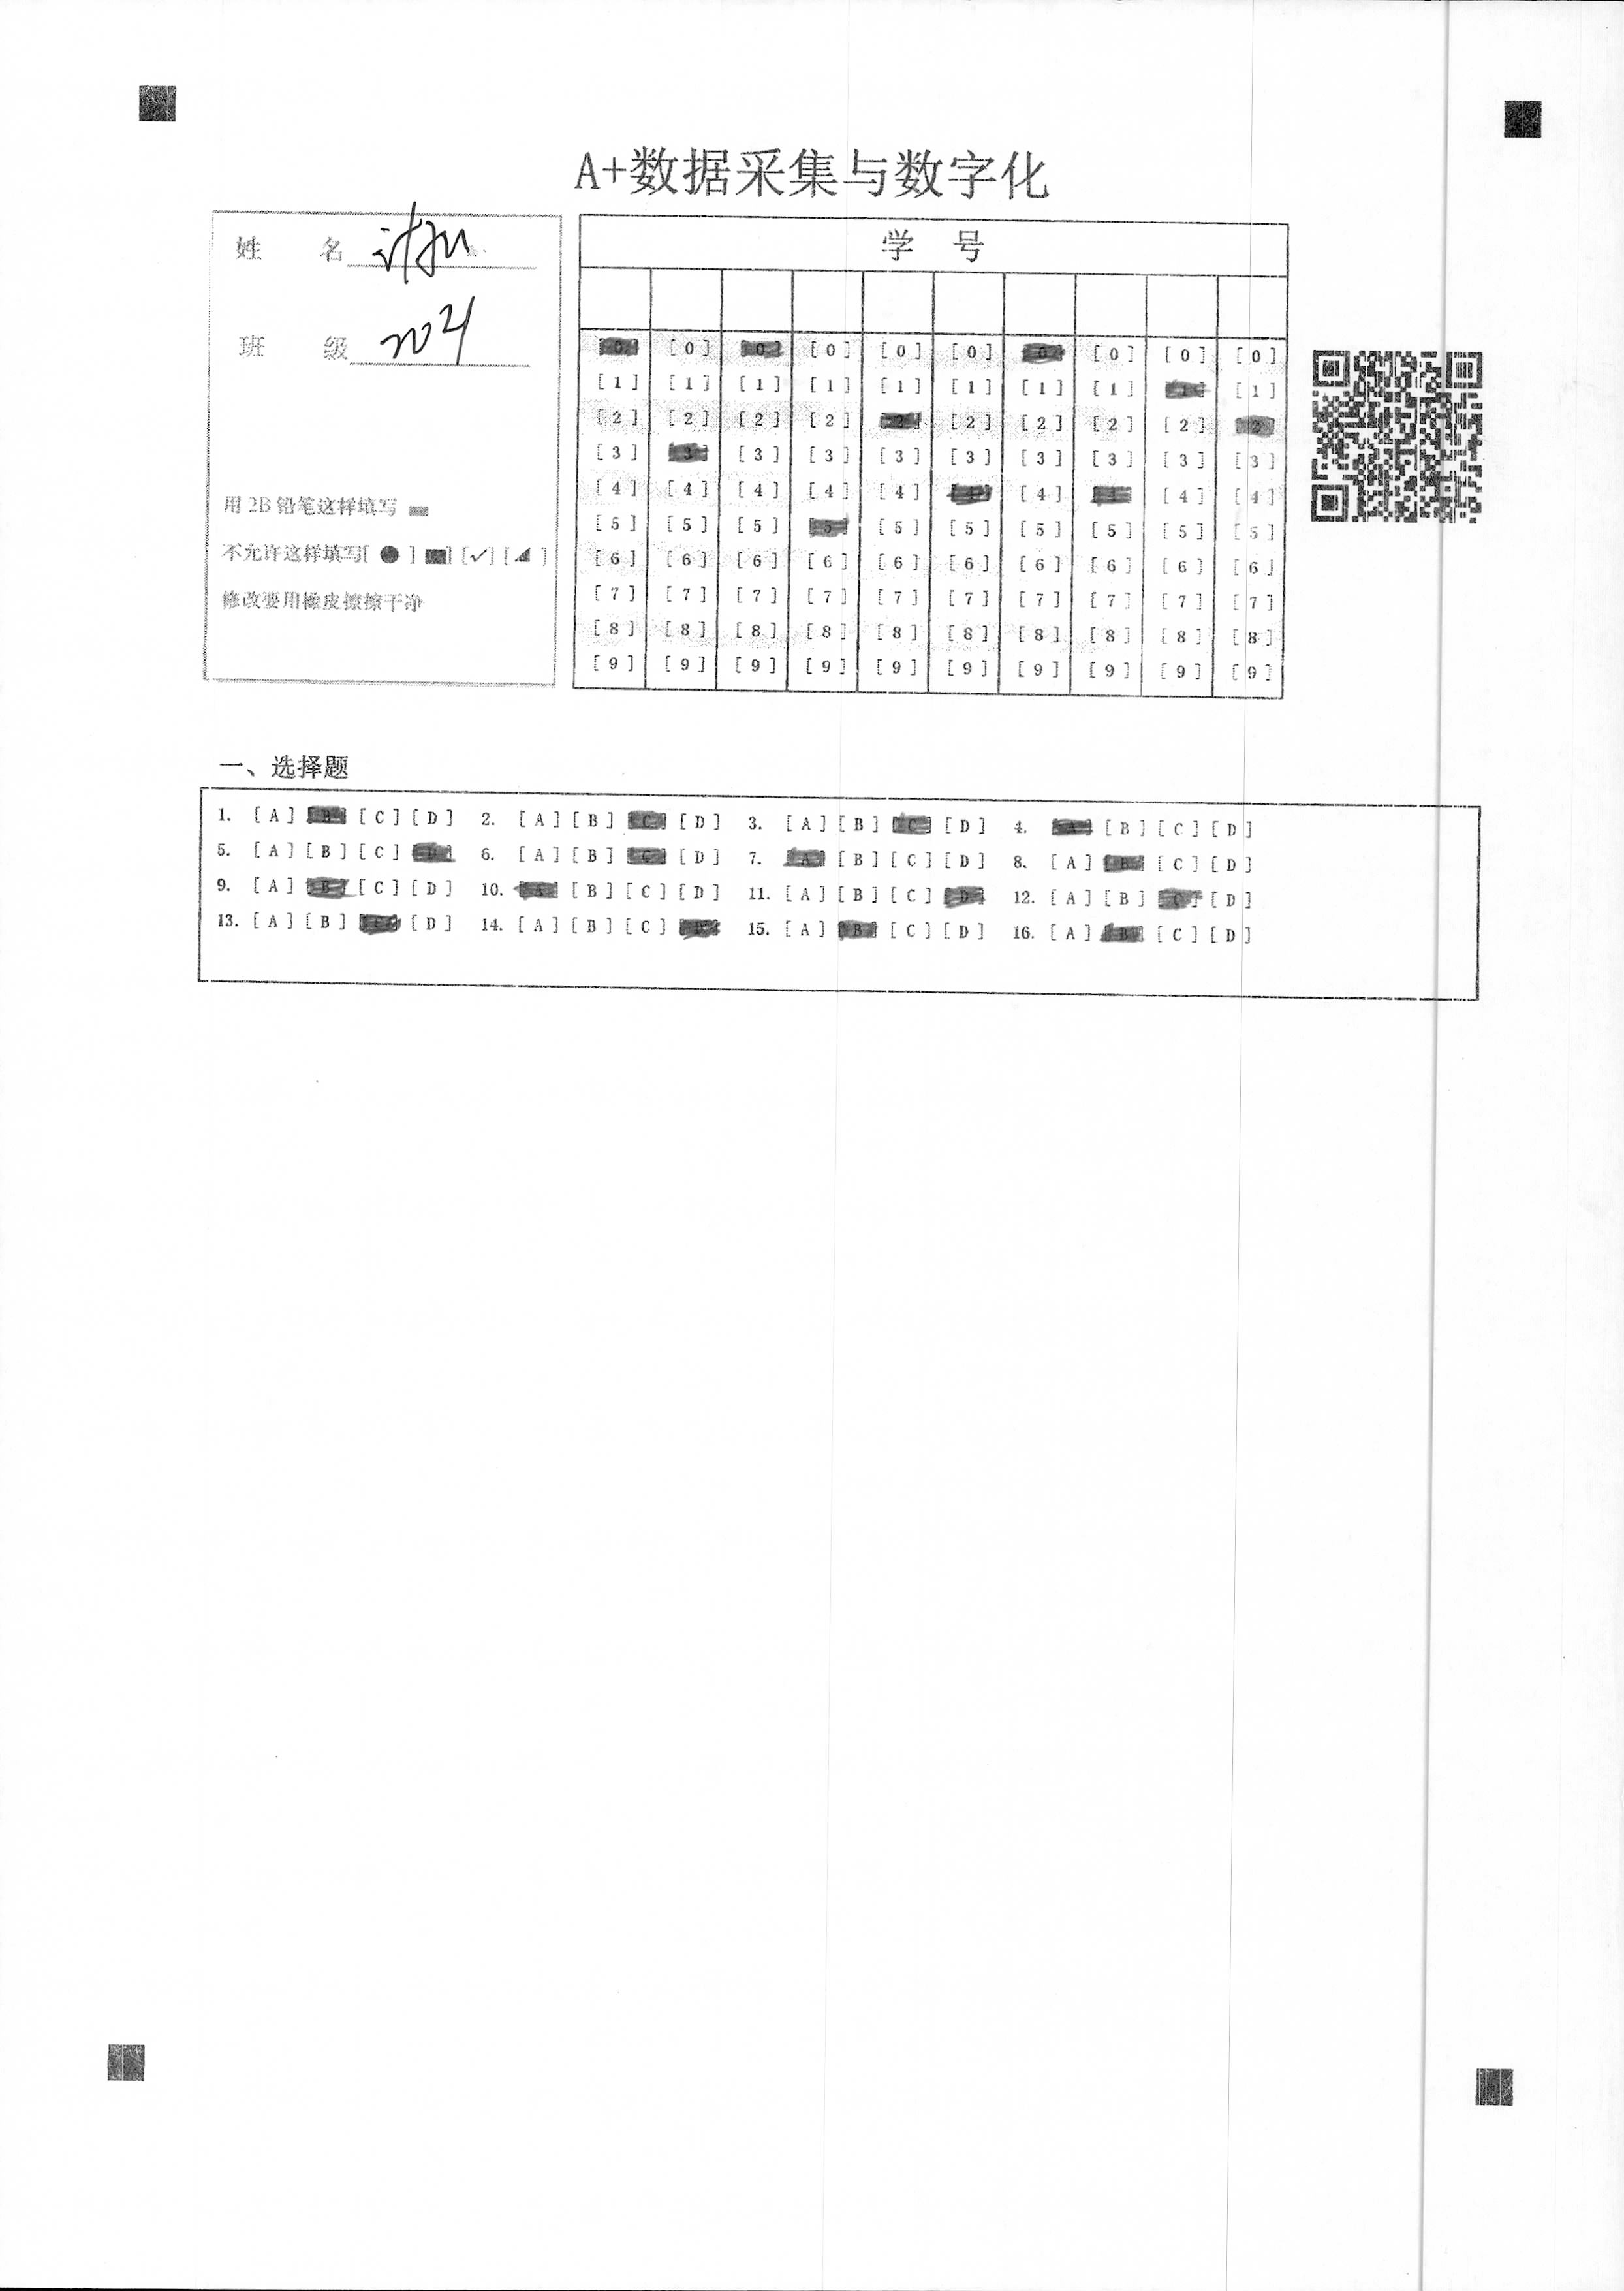 A+数据采集与数字化
姓 名
班 级
用 2B 铅笔这样填写
不允许这样填写[ ● ] [ ] [✓] [ ]
修改要用橡皮擦擦干净
学 号
[0] [0] [0] [0] [0] [0] [0] [0] [0] [0]
[1] [1] [1] [1] [1] [1] [1] [1] [1] [1]
[2] [2] [2] [2] [2] [2] [2] [2] [2] [2]
[3] [3] [3] [3] [3] [3] [3] [3] [3] [3]
[4] [4] [4] [4] [4] [4] [4]
[5] [5] [5] [5] [5] [5] [5] [5] [5] [5]
[6] [6] [6] [6] [6] [6] [6] [6] [6] [6]
[7] [7] [7] [7] [7] [7] [7] [7] [7] [7]
[8] [8] [8] [8] [8] [8] [8] [8] [8] [8]
[9] [9] [9] [9] [9] [9] [9] [9] [9] [9]
一、选择题
1. [A] [B] [C] [D] 2. [A] [B] [C] [D] 3. [A] [B] [C] [D] 4. [A] [B] [C] [D]
5. [A] [B] [C] [D] 6. [A] [B] [C] [D] 7. [A] [B] [C] [D] 8. [A] [B] [C] [D]
9. [A] [B] [C] [D] 10. [A] [B] [C] [D] 11. [A] [B] [C] [D] 12. [A] [B] [C] [D]
13. [A] [B] [C] [D] 14. [A] [B] [C] [D] 15. [A] [B] [C] [D] 16. [A] [B] [C] [D]